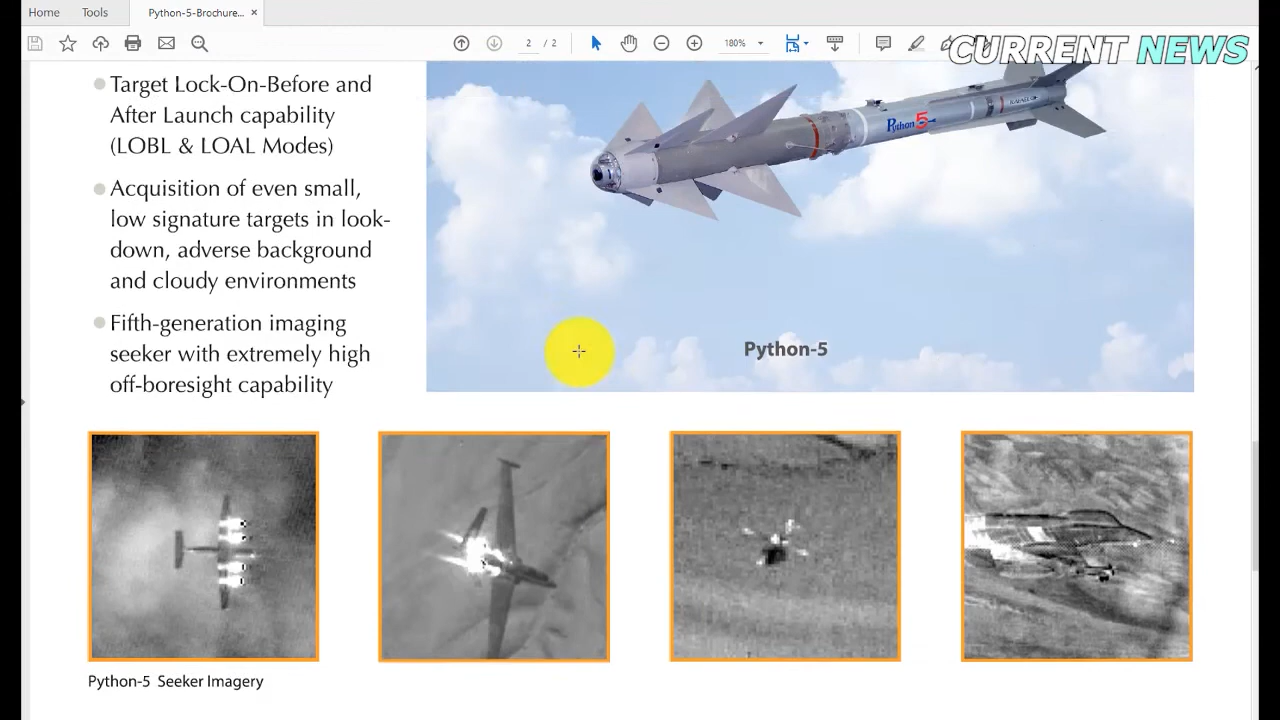 Home Tools Python-5-Brochure... ×
2 / 2 180%
CURRENT NEWS
Target Lock-On-Before and
After Launch capability
(LOBL & LOAL Modes)
Acquisition of even small,
low signature targets in look-
down, adverse background
and cloudy environments
Fifth-generation imaging
seeker with extremely high
off-boresight capability
Python 5
Python-5
Python-5 Seeker Imagery